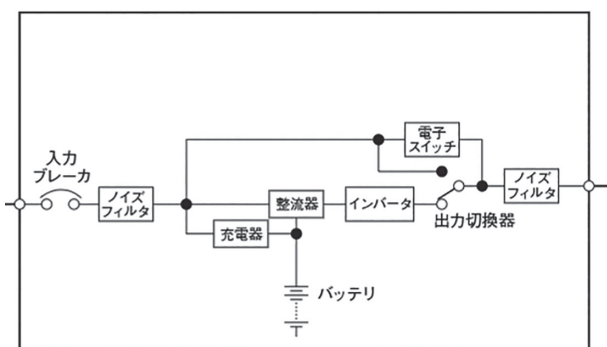 入力
ブレーカ
ノイズ
フィルタ
電子
スイッチ
整流器
インバータ
充電器
出力切換器
ノイズ
フィルタ
バッテリ